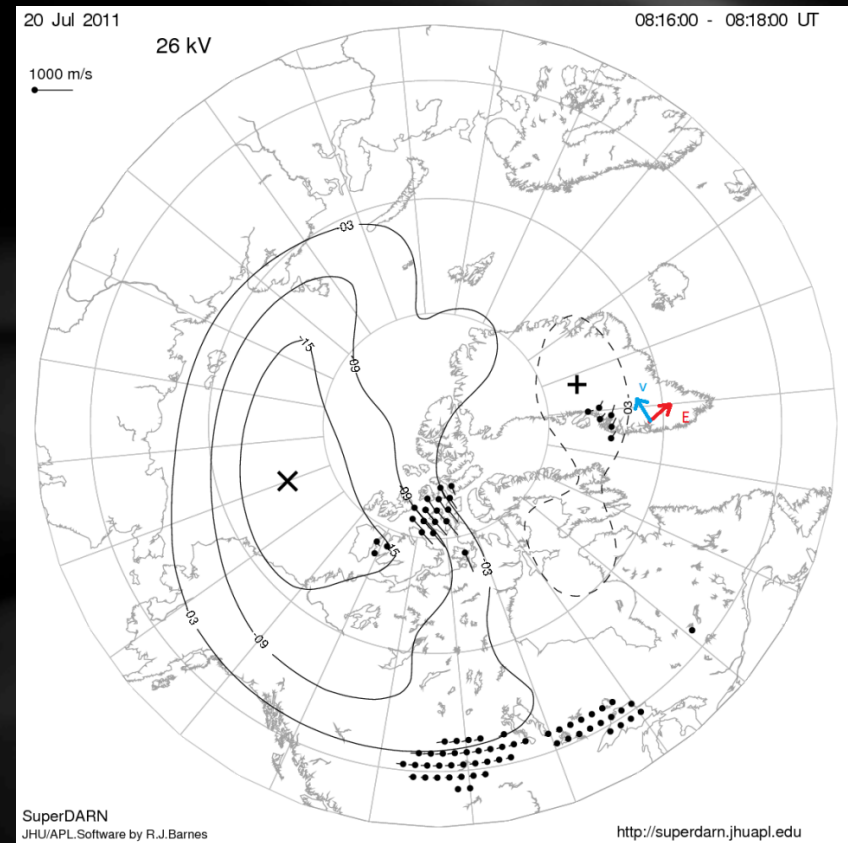 20 Jul 2011
08:16:00 - 08:18:00 UT
26 kV
1000 m/s
-03
-15
-09
v
03
E
-09
-15
-03
-03
-09
SuperDARN
JHU/APL.Software by R.J.Barnes
http://superdarn.jhuapl.edu